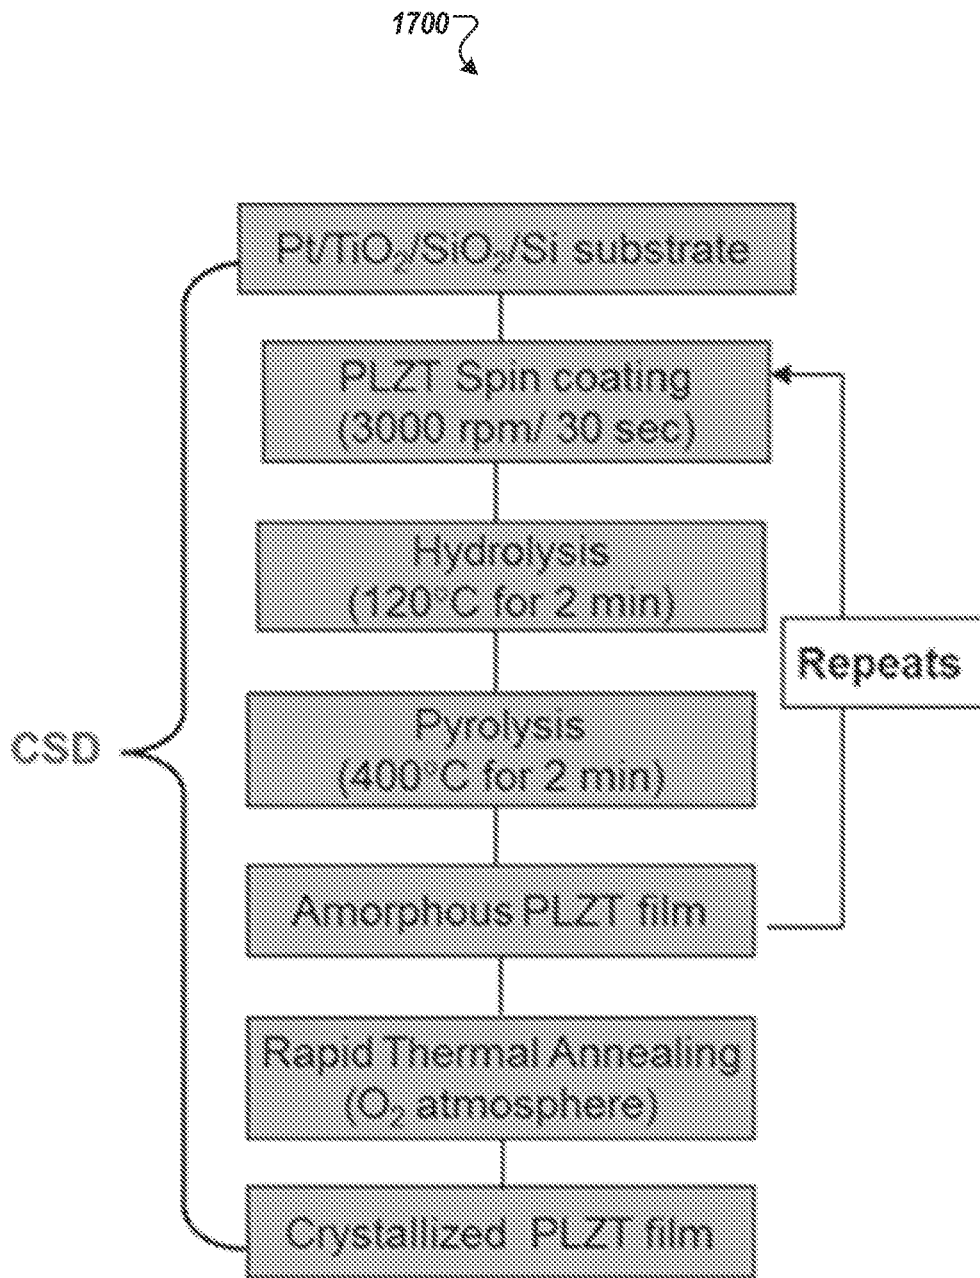 1700
Pt/TiO₂/SiO₂/Si substrate
PLZT Spin coating
(3000 rpm/ 30 sec)
Hydrolysis
(120°C for 2 min)
Repeats
Pyrolysis
(400°C for 2 min)
CSD
Amorphous PLZT film
Rapid Thermal Annealing
(O₂ atmosphere)
Crystallized PLZT film